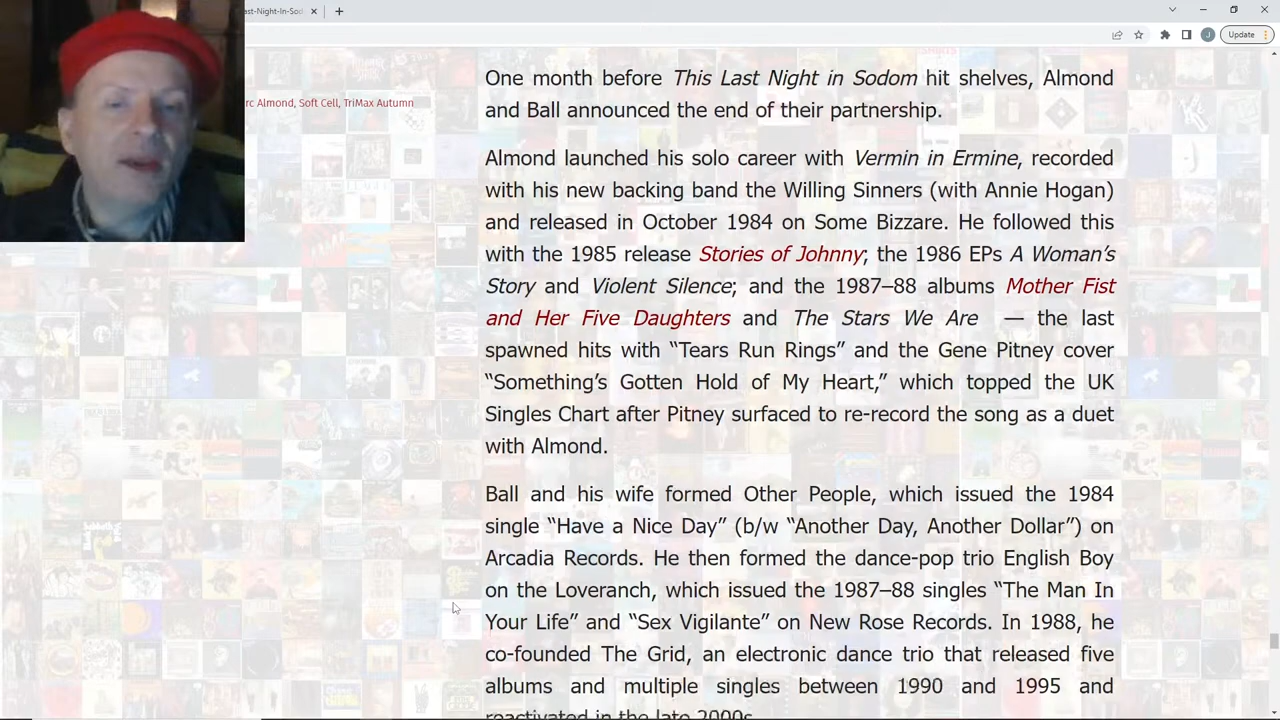 ast-Night-In-Sod
Update
rc Almond, Soft Cell, TriMax Autumn
One month before This Last Night in Sodom hit shelves, Almond
and Ball announced the end of their partnership.
Almond launched his solo career with Vermin in Ermine, recorded
with his new backing band the Willing Sinners (with Annie Hogan)
and released in October 1984 on Some Bizzare. He followed this
with the 1985 release Stories of Johnny; the 1986 EPs A Woman’s
Story and Violent Silence; and the 1987–88 albums Mother Fist
and Her Five Daughters and The Stars We Are — the last
spawned hits with “Tears Run Rings” and the Gene Pitney cover
“Something’s Gotten Hold of My Heart,” which topped the UK
Singles Chart after Pitney surfaced to re-record the song as a duet
with Almond.
Ball and his wife formed Other People, which issued the 1984
single “Have a Nice Day” (b/w “Another Day, Another Dollar”) on
Arcadia Records. He then formed the dance-pop trio English Boy
on the Loveranch, which issued the 1987–88 singles “The Man In
Your Life” and “Sex Vigilante” on New Rose Records. In 1988, he
co-founded The Grid, an electronic dance trio that released five
albums and multiple singles between 1990 and 1995 and
reactivated in the late 2000s.